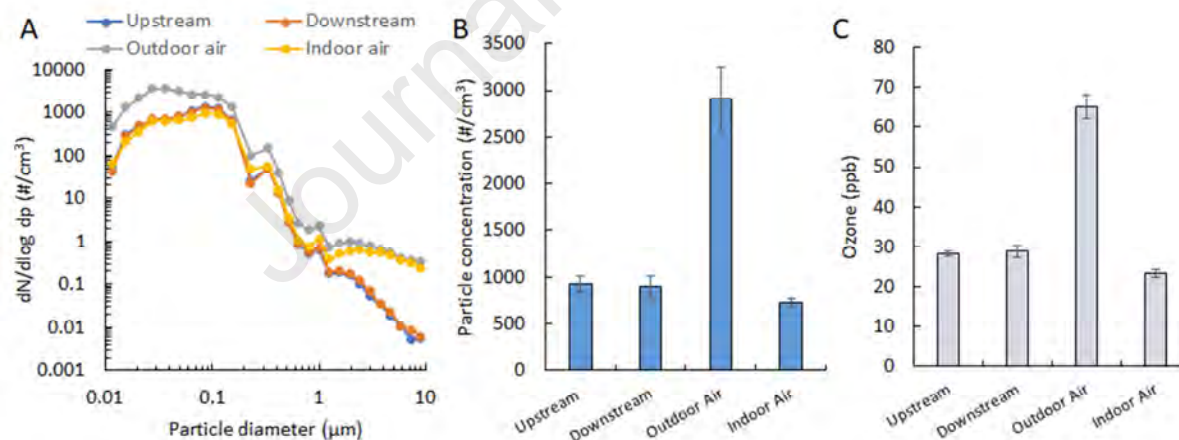 A
Upstream
Downstream
Outdoor air
Indoor air
dN/dlog dp (#/cm³)
10000
1000
100
10
1
0.1
0.01
0.001
0.01
0.1
1
10
Particle diameter (µm)
Journa
B
Particle concentration (#/cm³)
3500
3000
2500
2000
1500
1000
500
0
Upstream
Downstream
Outdoor Air
Indoor Air
C
Ozone (ppb)
80
70
60
50
40
30
20
10
0
Upstream
Downstream
Outdoor Air
Indoor Air